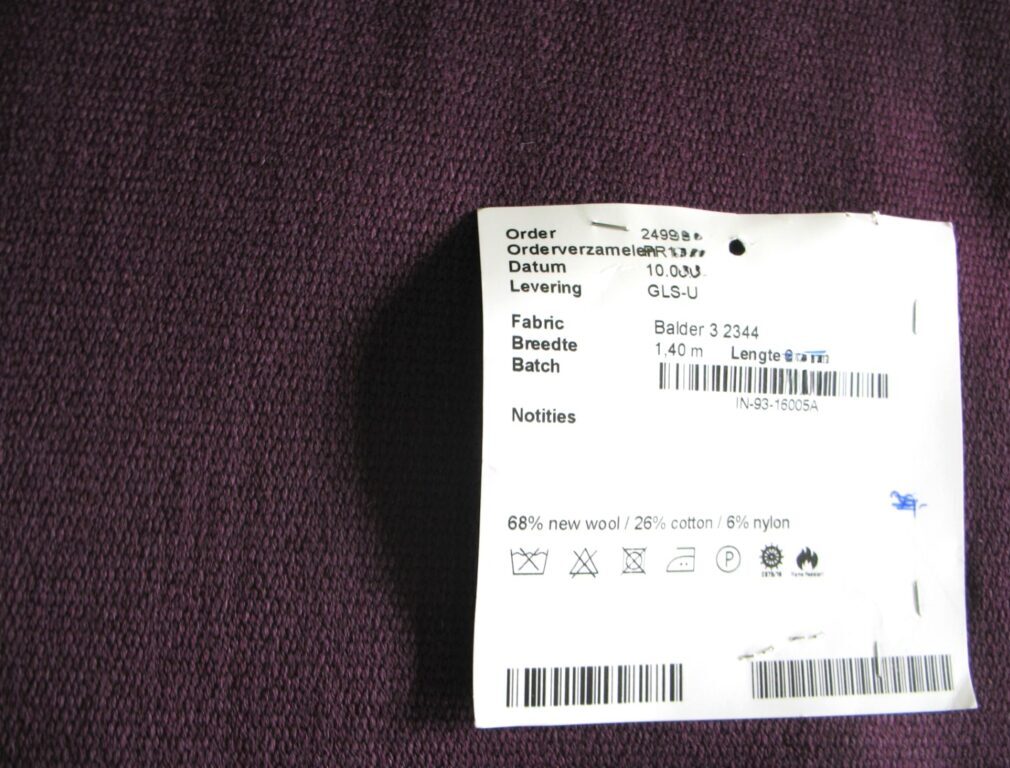 Order
Orderverzamelen
Datum
Levering GLS-U
Fabric Balder 3 2344
Breedte 1,40 m Lengte
Batch
IN-93-16005A
Notities
68% new wool / 26% cotton / 6% nylon
P